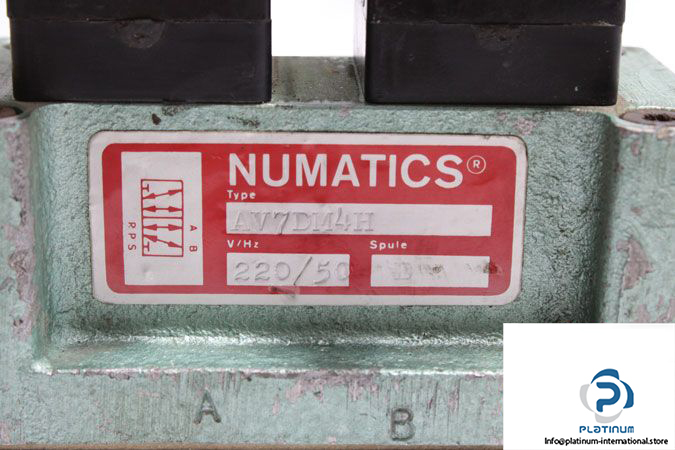 NUMATICS®
Type
AV7DM4H
V/Hz Spule
220/50
A B
R P S
A B
PLATINUM
Info@platinum-international.store